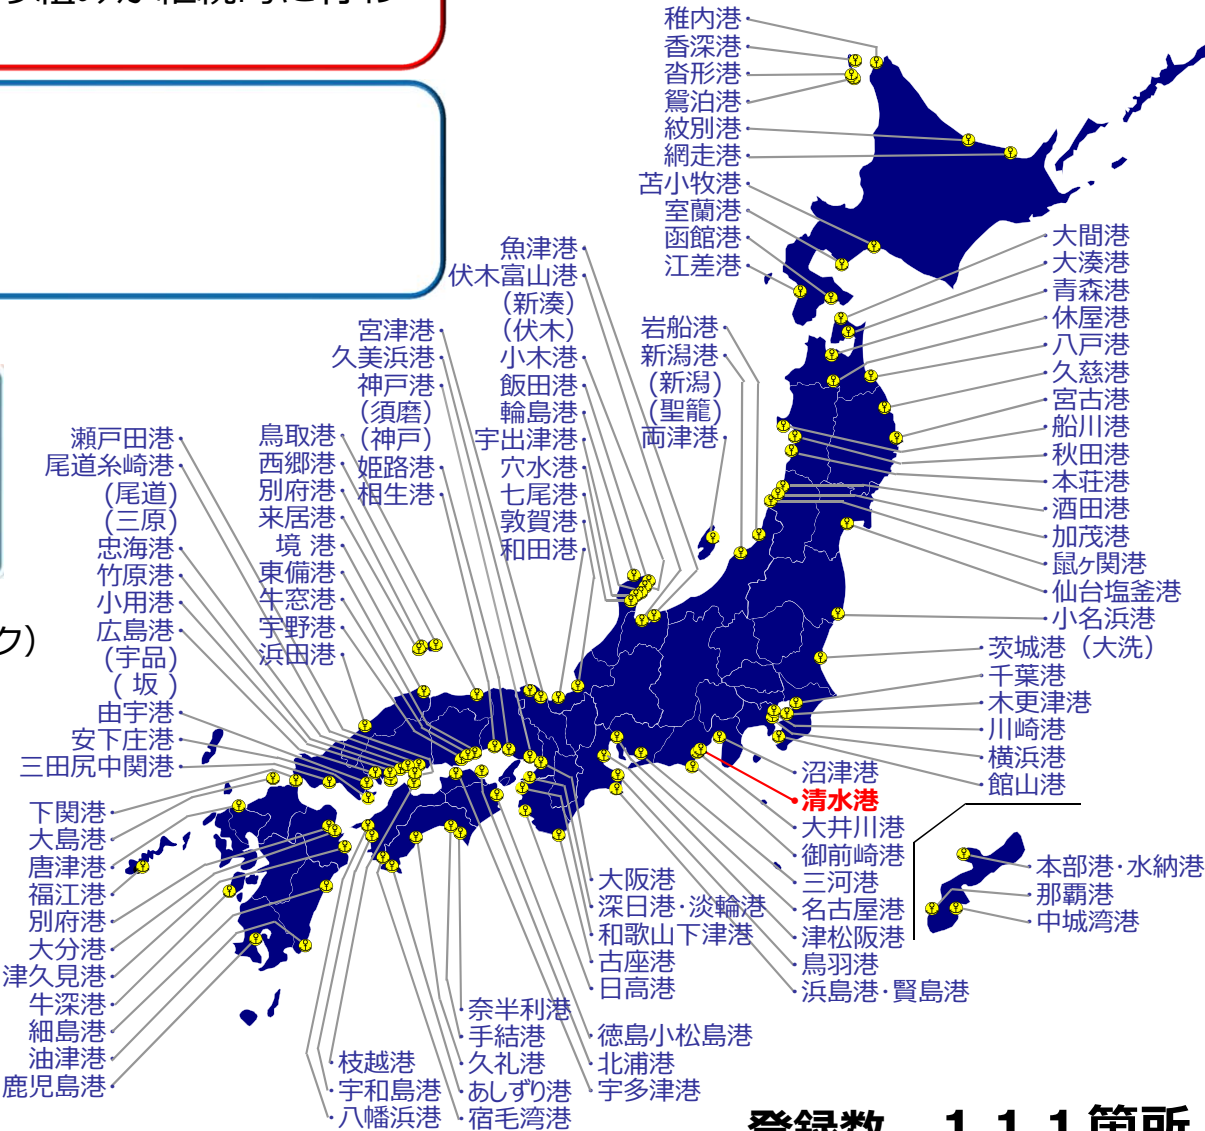 ク）
稚内港
香深港
沓形港
鴛泊港
紋別港
網走港
苫小牧港
室蘭港
函館港
江差港
大間港
大湊港
青森港
休屋港
八戸港
久慈港
宮古港
船川港
秋田港
本荘港
酒田港
加茂港
鼠ヶ関港
仙台塩釜港
小名浜港
茨城港（大洗）
千葉港
木更津港
川崎港
横浜港
館山港
魚津港
伏木富山港
（新湊）
（伏木）
小木港
飯田港
輪島港
宇出津港
穴水港
七尾港
敦賀港
和田港
岩船港
新潟港
（新潟）
（聖籠）
両津港
宮津港
久美浜港
神戸港
（須磨）
（神戸）
姫路港
相生港
鳥取港
西郷港
別府港
来居港
境 港
東備港
牛窓港
宇野港
浜田港
瀬戸田港
尾道糸崎港
（尾道）
（三原）
忠海港
竹原港
小用港
広島港
（宇品）
（ 坂 ）
由宇港
安下庄港
三田尻中関港
下関港
大島港
唐津港
福江港
別府港
大分港
津久見港
牛深港
細島港
油津港
鹿児島港
枝越港
宇和島港
八幡浜港
奈半利港
手結港
久礼港
あしずり港
宿毛湾港
徳島小松島港
北浦港
宇多津港
大阪港
深日港・淡輪港
和歌山下津港
古座港
日高港
沼津港
清水港
大井川港
御前崎港
三河港
名古屋港
津松阪港
鳥羽港
浜島港・賢島港
本部港・水納港
那覇港
中城湾港
登録数　１１１箇所